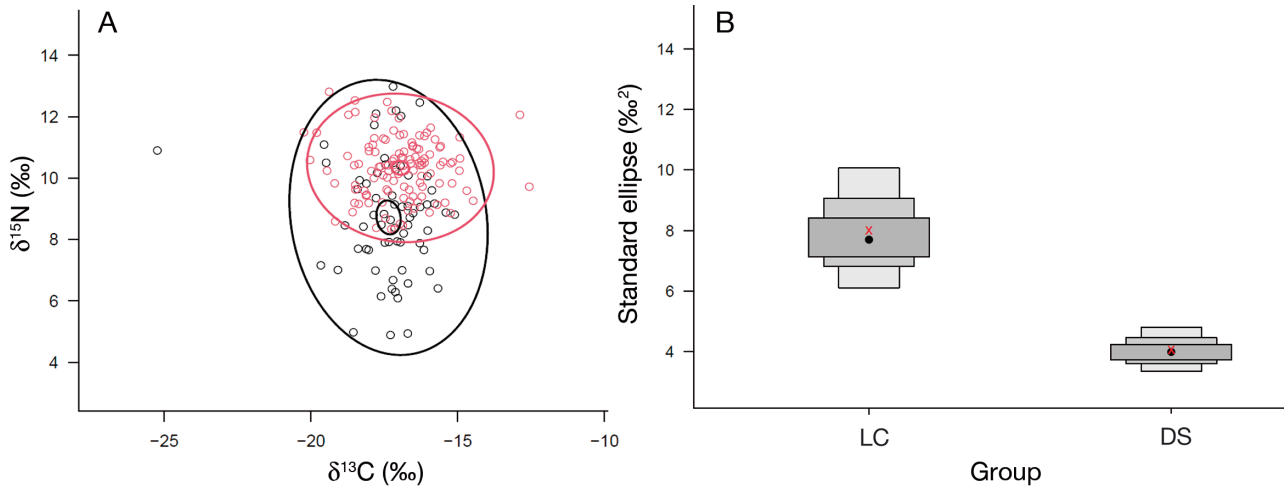 A
14
12
10
8
6
4
δ¹⁵N (‰)
−25
−20
−15
−10
δ¹³C (‰)
B
14
12
10
8
6
4
Standard ellipse (‰²)
x
x
LC
DS
Group